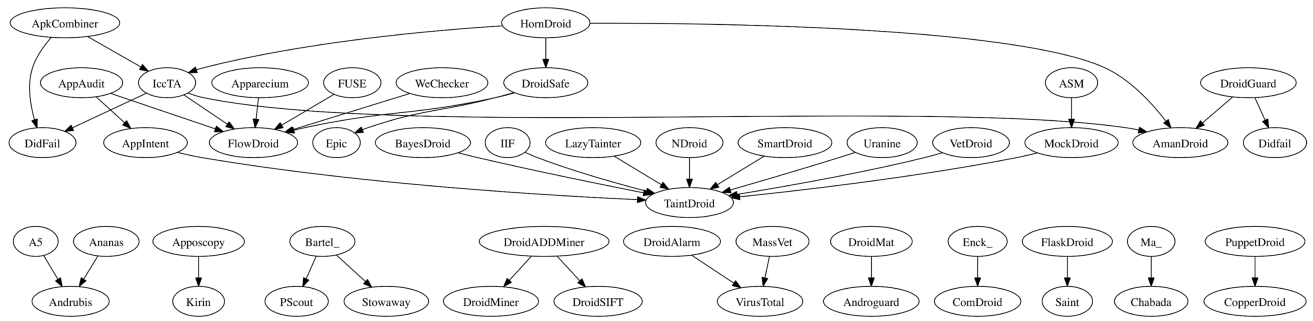 ApkCombiner HornDroid
AppAudit IccTA Apparecium FUSE WeChecker DroidSafe ASM DroidGuard
DidFail AppIntent FlowDroid Epic BayesDroid IIF LazyTainter NDroid SmartDroid Uranine VetDroid MockDroid AmanDroid Didfail
TaintDroid
A5 Ananas Apposcopy Bartel_ DroidADDMiner DroidAlarm MassVet DroidMat Enck_ FlaskDroid Ma_ PuppetDroid
Andrubis Kirin PScout Stowaway DroidMiner DroidSIFT VirusTotal Androguard ComDroid Saint Chabada CopperDroid